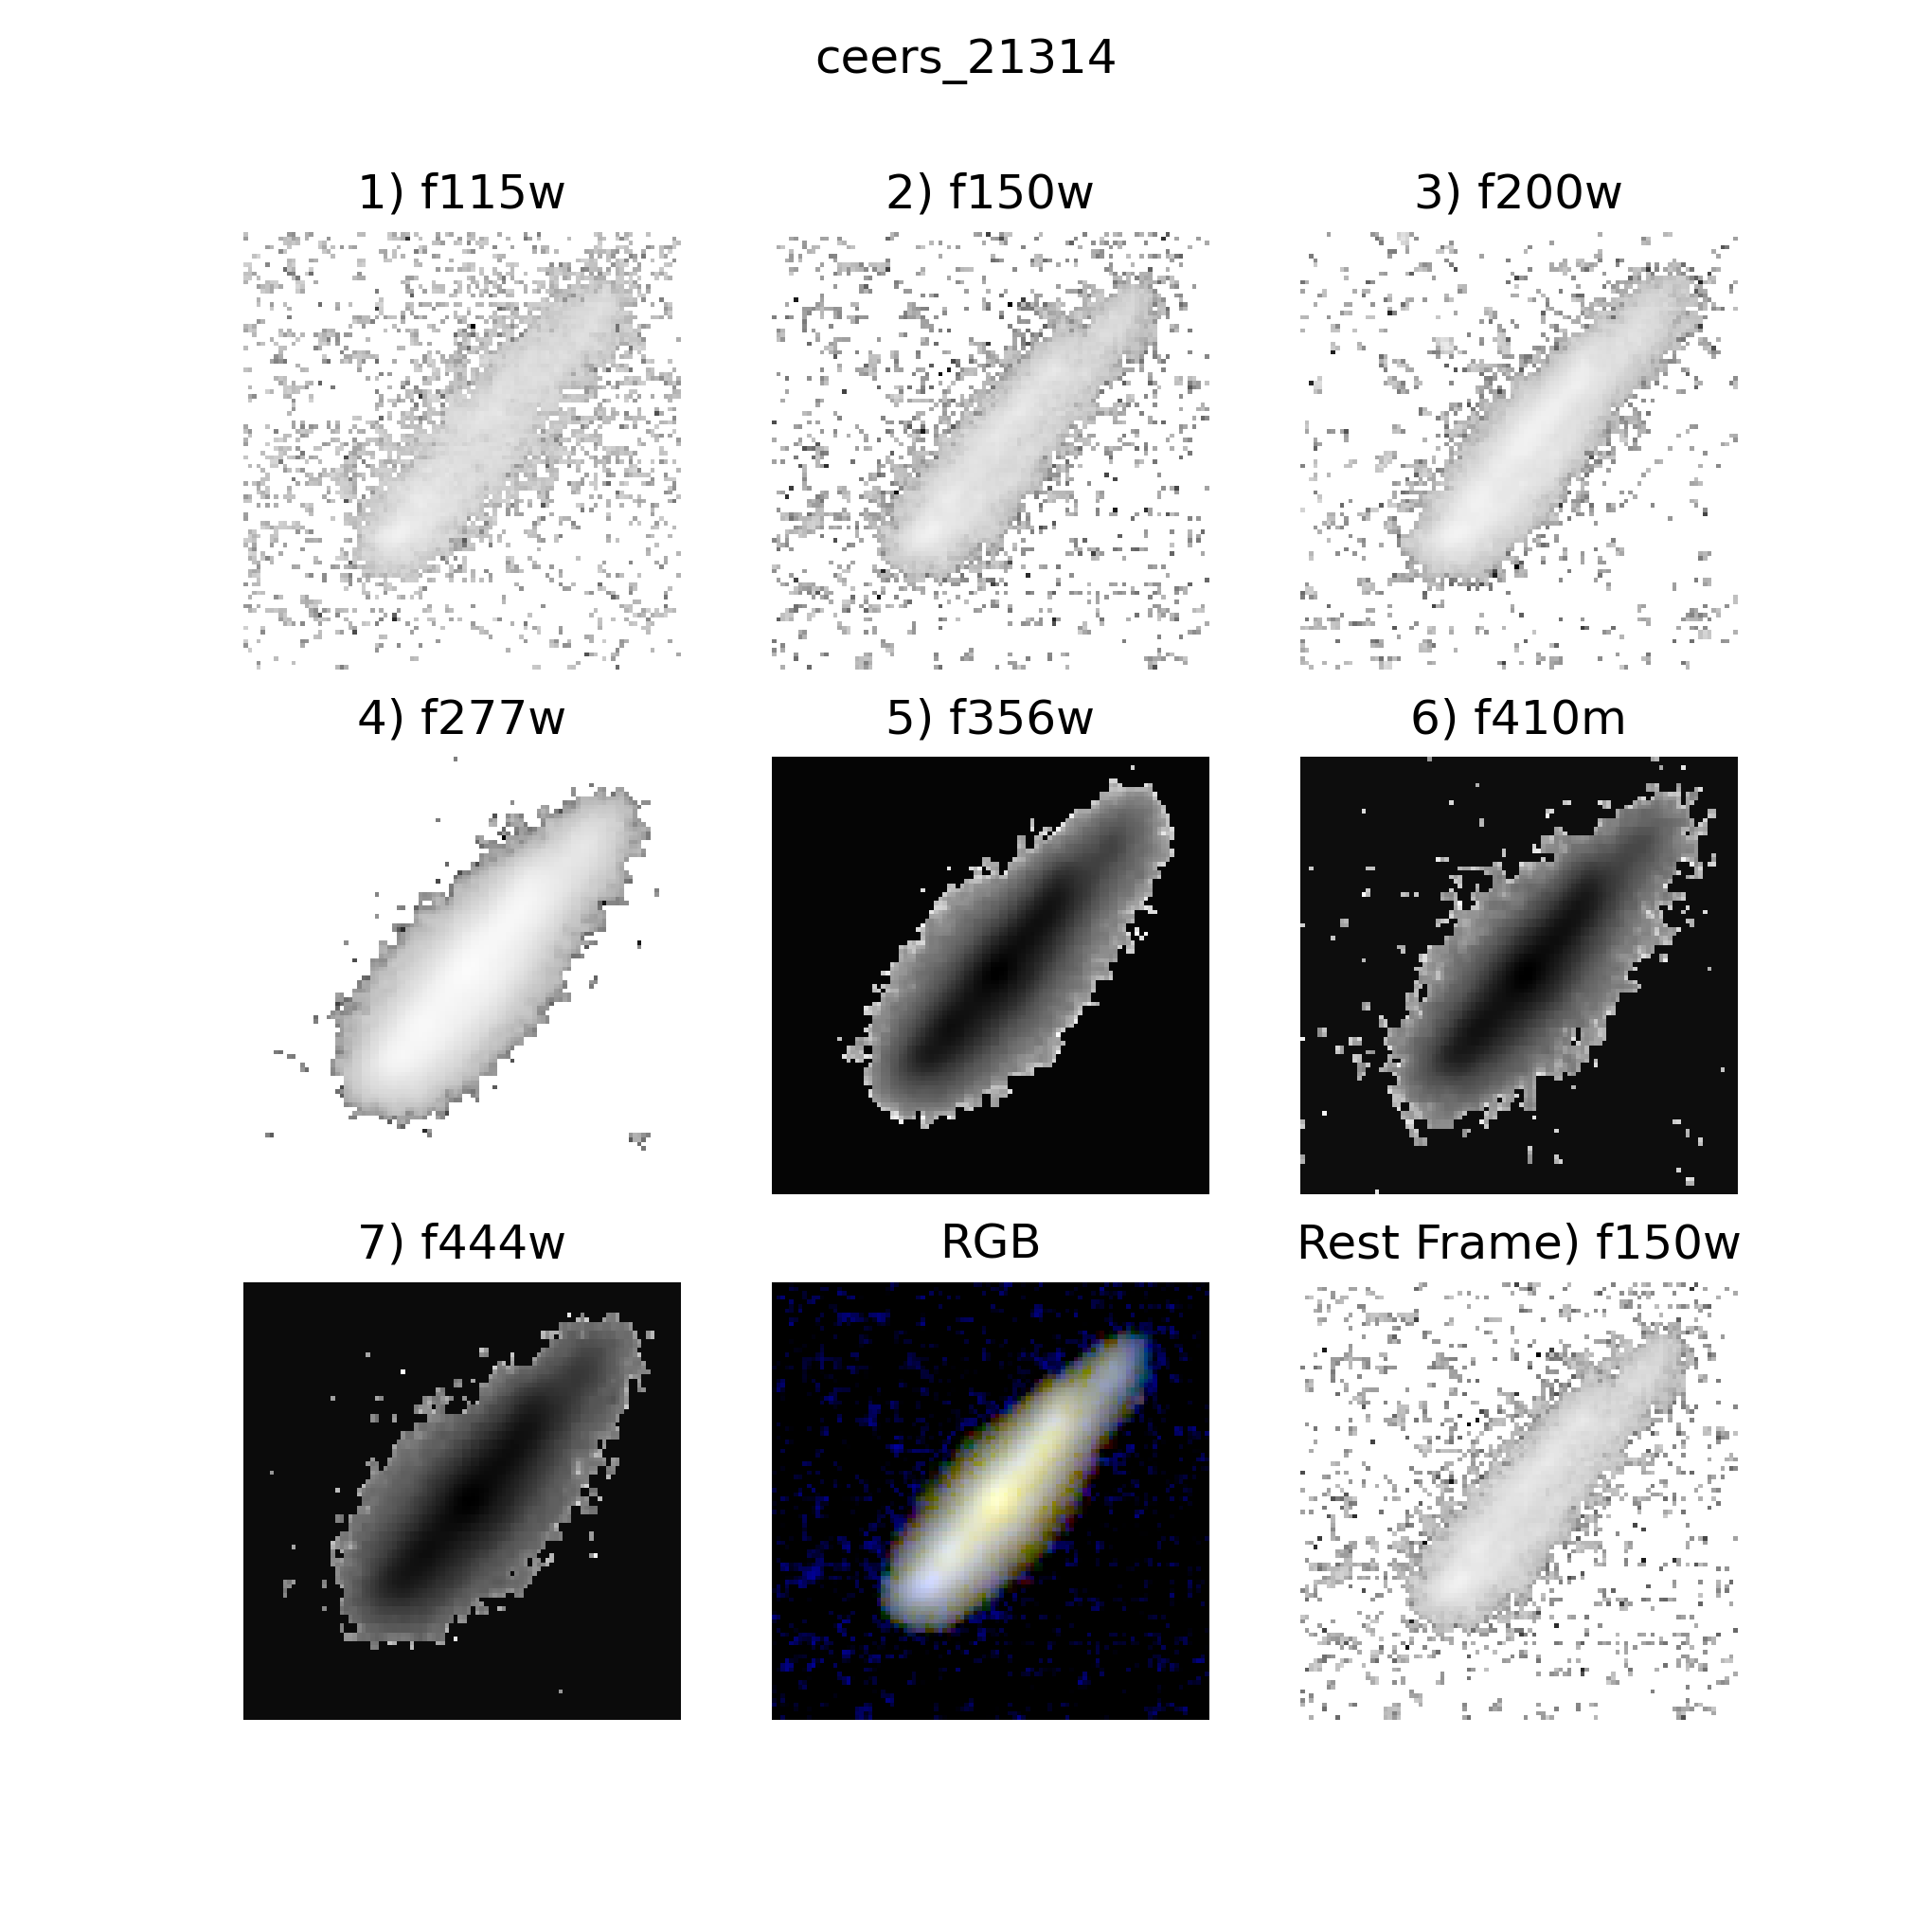 ceers_21314
1) f115w
2) f150w
3) f200w
4) f277w
5) f356w
6) f410m
7) f444w
RGB
Rest Frame) f150w